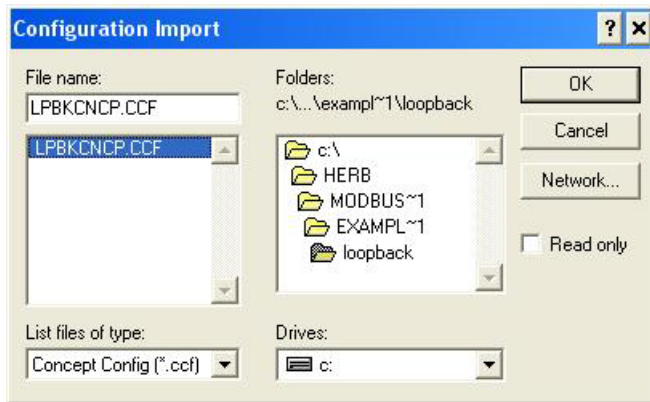 Configuration Import
File name:
LPBKCNCP.CCF
LPBKCNCP.CCF
List files of type:
Concept Config (*.ccf)
Folders:
c:\...\exampl~1\loopback
c:\
HERB
MODBUS~1
EXAMPL~1
loopback
Drives:
c:
OK
Cancel
Network...
Read only